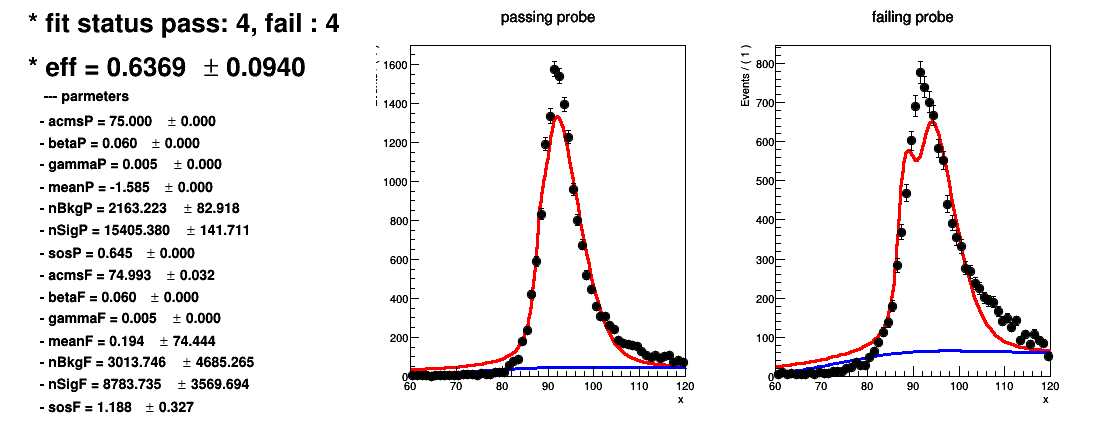 * fit status pass: 4, fail : 4
* eff = 0.6369 ± 0.0940
--- parmeters
- acmsP = 75.000 ± 0.000
- betaP = 0.060 ± 0.000
- gammaP = 0.005 ± 0.000
- meanP = -1.585 ± 0.000
- nBkgP = 2163.223 ± 82.918
- nSigP = 15405.380 ± 141.711
- sosP = 0.645 ± 0.000
- acmsF = 74.993 ± 0.032
- betaF = 0.060 ± 0.000
- gammaF = 0.005 ± 0.000
- meanF = 0.194 ± 74.444
- nBkgF = 3013.746 ± 4685.265
- nSigF = 8783.735 ± 3569.694
- sosF = 1.188 ± 0.327
passing probe
1600
1400
1200
1000
800
600
400
200
0
60 70 80 90 100 110 120
x
failing probe
Events / ( 1 )
800
700
600
500
400
300
200
100
0
60 70 80 90 100 110 120
x